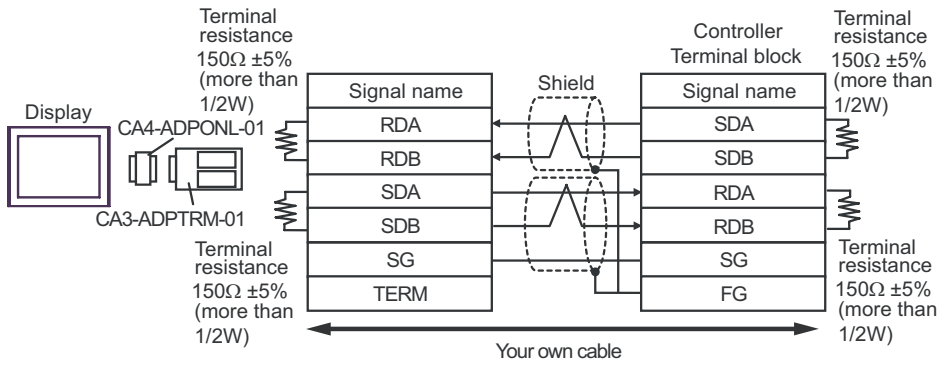 Terminal
resistance
150Ω ±5%
(more than
1/2W)
Display
CA4-ADPONL-01
CA3-ADPTRM-01
Terminal
resistance
150Ω ±5%
(more than
1/2W)
Signal name
RDA
RDB
SDA
SDB
SG
TERM
Shield
Controller
Terminal block
Signal name
SDA
SDB
RDA
RDB
SG
FG
Terminal
resistance
150Ω ±5%
(more than
1/2W)
Terminal
resistance
150Ω ±5%
(more than
1/2W)
Your own cable